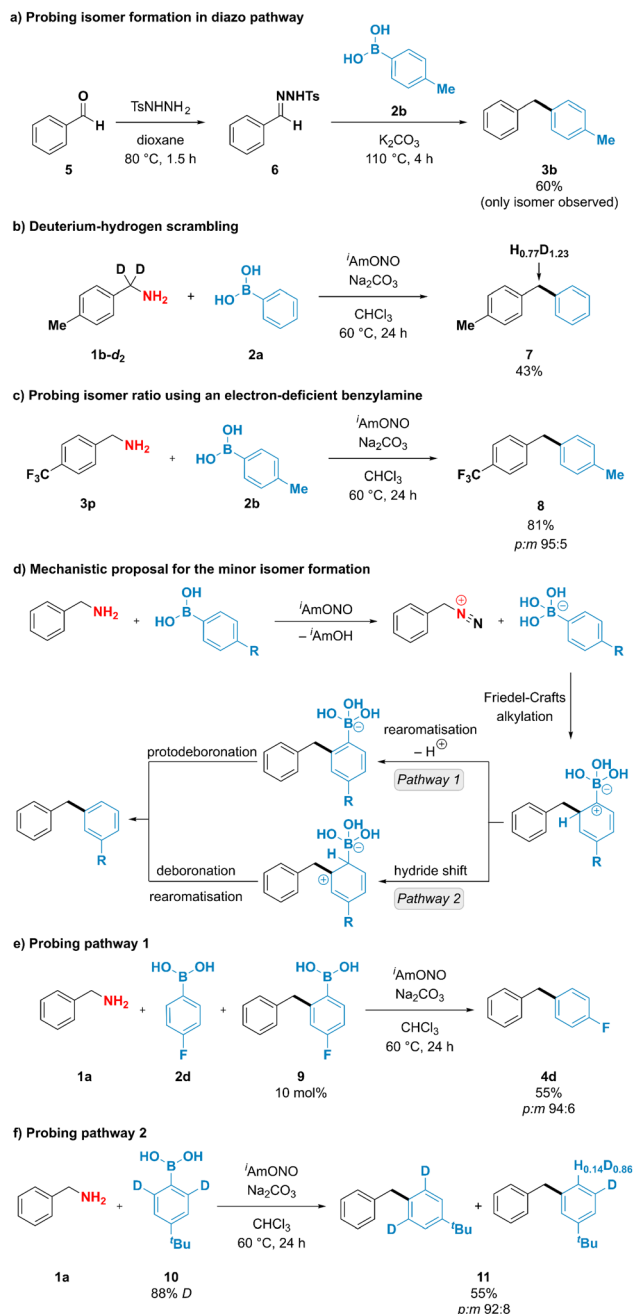 a) Probing isomer formation in diazo pathway
HO OH
B
Me
2b
O
H
5
TsNHNH₂
dioxane
80 °C, 1.5 h
NNHTs
H
6
K₂CO₃
110 °C, 4 h
Me
3b
60%
(only isomer observed)
b) Deuterium-hydrogen scrambling
D D
NH₂
Me
1b-d₂
+
HO OH
B
2a
ⁱAmONO
Na₂CO₃
CHCl₃
60 °C, 24 h
H₀.₇₇D₁.₂₃
Me
7
43%
c) Probing isomer ratio using an electron-deficient benzylamine
NH₂
F₃C
3p
+
HO OH
B
Me
2b
ⁱAmONO
Na₂CO₃
CHCl₃
60 °C, 24 h
F₃C
Me
8
81%
p:m 95:5
d) Mechanistic proposal for the minor isomer formation
NH₂
+
HO OH
B
R
ⁱAmONO
– ⁱAmOH
⊕
N
N
+
OH
HO OH
B ⊖
R
Friedel-Crafts
alkylation
OH
HO OH
B ⊖
H
⊕
R
rearomatisation
– H⊕
Pathway 1
OH
HO OH
B ⊖
R
protodeboronation
R
hydride shift
Pathway 2
OH
HO OH
B ⊖
H
⊕
R
deboronation
rearomatisation
e) Probing pathway 1
NH₂
1a
+
HO OH
B
F
2d
+
HO OH
B
F
9
10 mol%
ⁱAmONO
Na₂CO₃
CHCl₃
60 °C, 24 h
F
4d
55%
p:m 94:6
f) Probing pathway 2
NH₂
1a
+
HO OH
B
D D
ᵗBu
10
88% D
ⁱAmONO
Na₂CO₃
CHCl₃
60 °C, 24 h
D
D
ᵗBu
+
H₀.₁₄D₀.₈₆
D
ᵗBu
11
55%
p:m 92:8